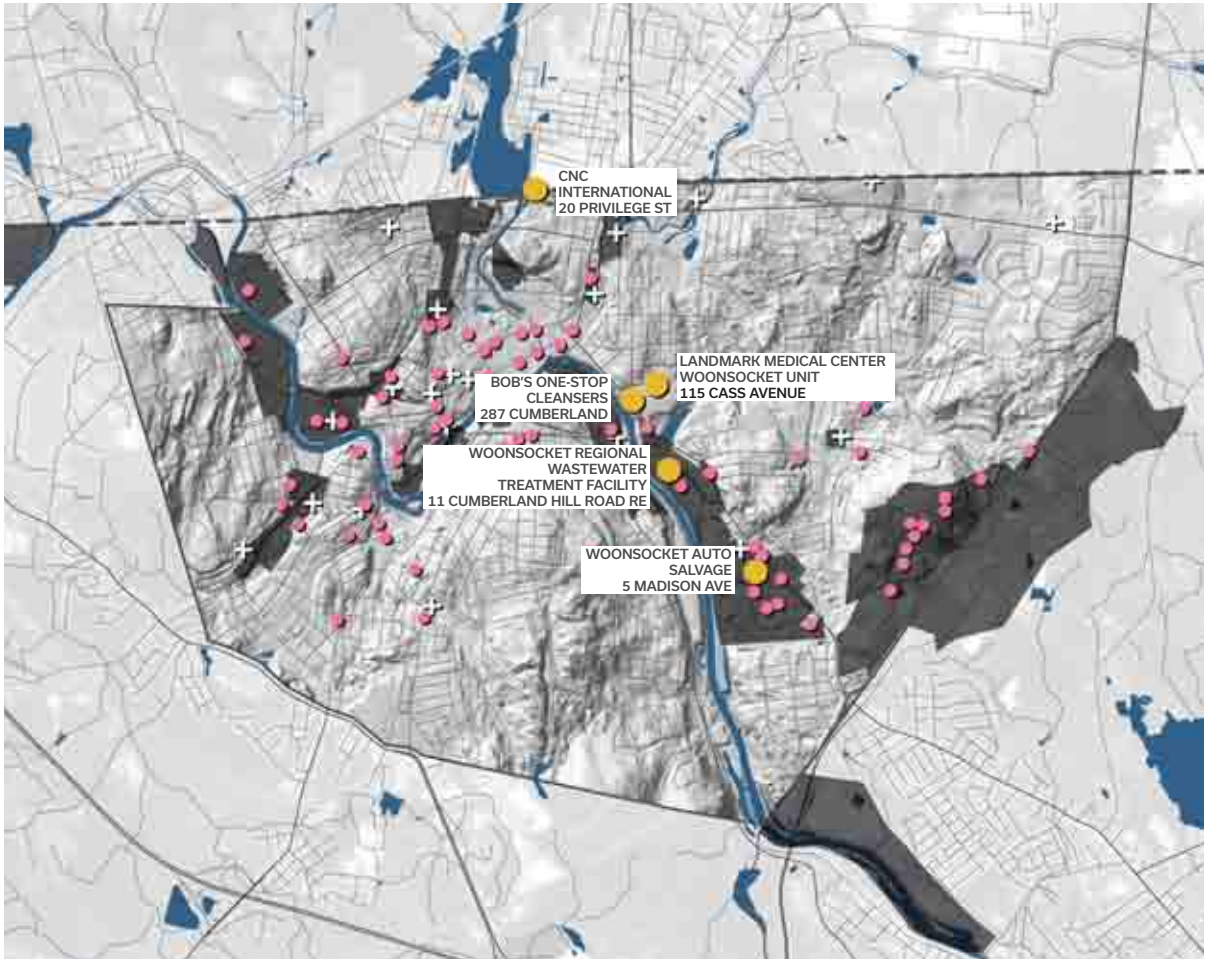 CNC
INTERNATIONAL
20 PRIVILEGE ST
LANDMARK MEDICAL CENTER
WOONSOCKET UNIT
115 CASS AVENUE
BOB'S ONE-STOP
CLEANSERS
287 CUMBERLAND
WOONSOCKET REGIONAL
WASTEWATER
TREATMENT FACILITY
11 CUMBERLAND HILL ROAD RE
WOONSOCKET AUTO
SALVAGE
5 MADISON AVE